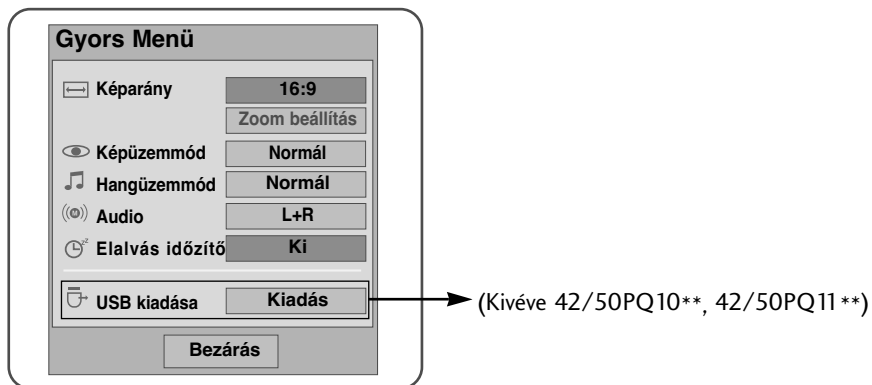 Gyors Menü
Képarány 16:9
Zoom beállítás
Képüzemmód Normál
Hangüzemmód Normál
Audio L+R
Elalvás időzítő Ki
USB kiadása Kiadás
(Kivéve 42/50PQ10**, 42/50PQ11**)
Bezárás